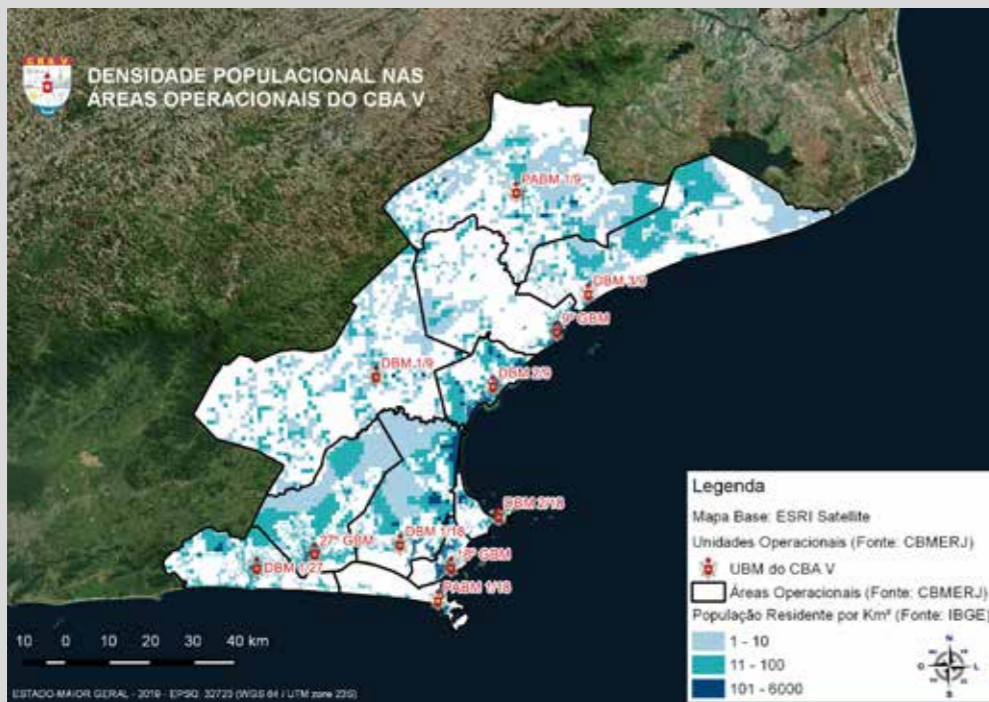 CBA V
DENSIDADE POPULACIONAL NAS
ÁREAS OPERACIONAIS DO CBA V
PABM 1/9
DBM 3/9
9º GBM
DBM 1/9
DBM 2/9
DBM 2/18
27º GBM
DBM 1/18
18º GBM
DBM 1/27
PABM 1/18
10 0 10 20 30 40 km
ESTADO-MAIOR GERAL - 2019 - EPSG: 32723 (WGS 84 / UTM zone 23S)
Legenda
Mapa Base: ESRI Satellite
Unidades Operacionais (Fonte: CBMERJ)
UBM do CBA V
Áreas Operacionais (Fonte: CBMERJ)
População Residente por Km² (Fonte: IBGE)
1 - 10
11 - 100
101 - 6000
N
O L
S